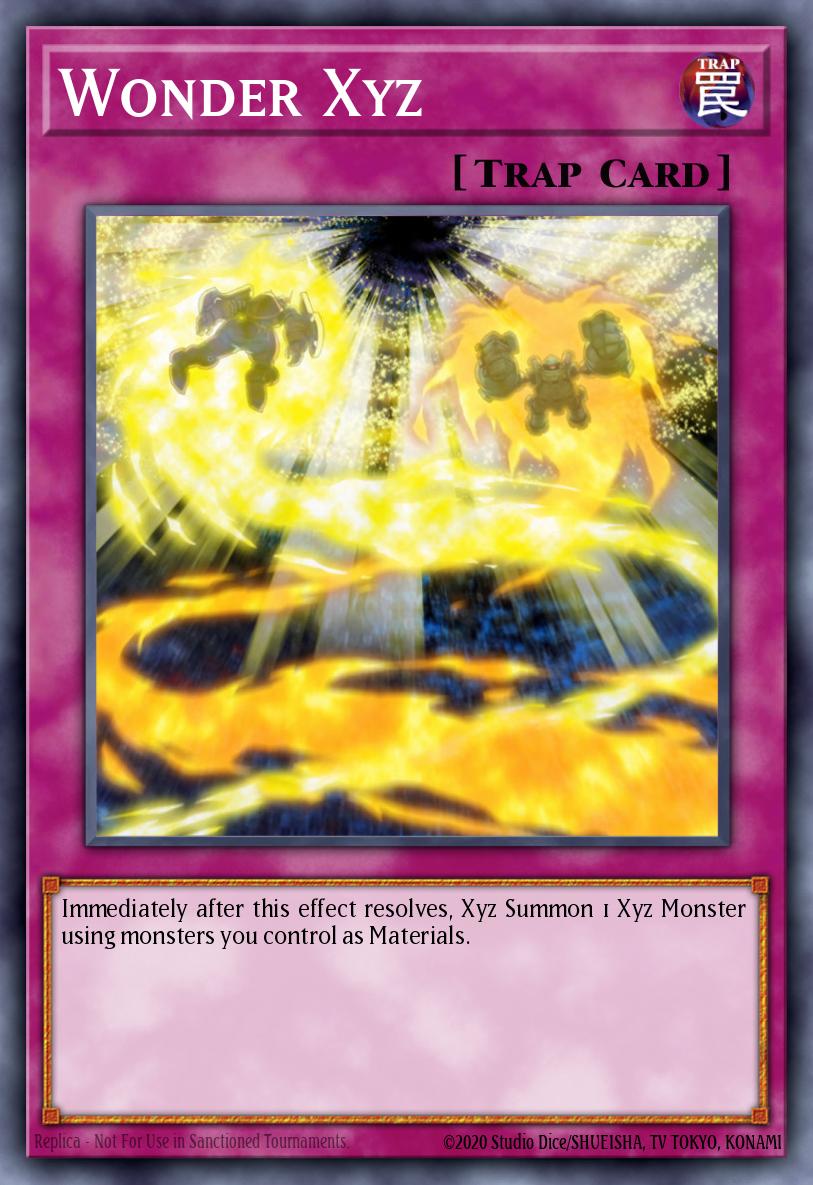 Wonder Xyz
TRAP
罠
[Trap Card]
Immediately after this effect resolves, Xyz Summon 1 Xyz Monster
using monsters you control as Materials.
Replica - Not For Use in Sanctioned Tournaments.
©2020 Studio Dice/SHUEISHA, TV TOKYO, KONAMI